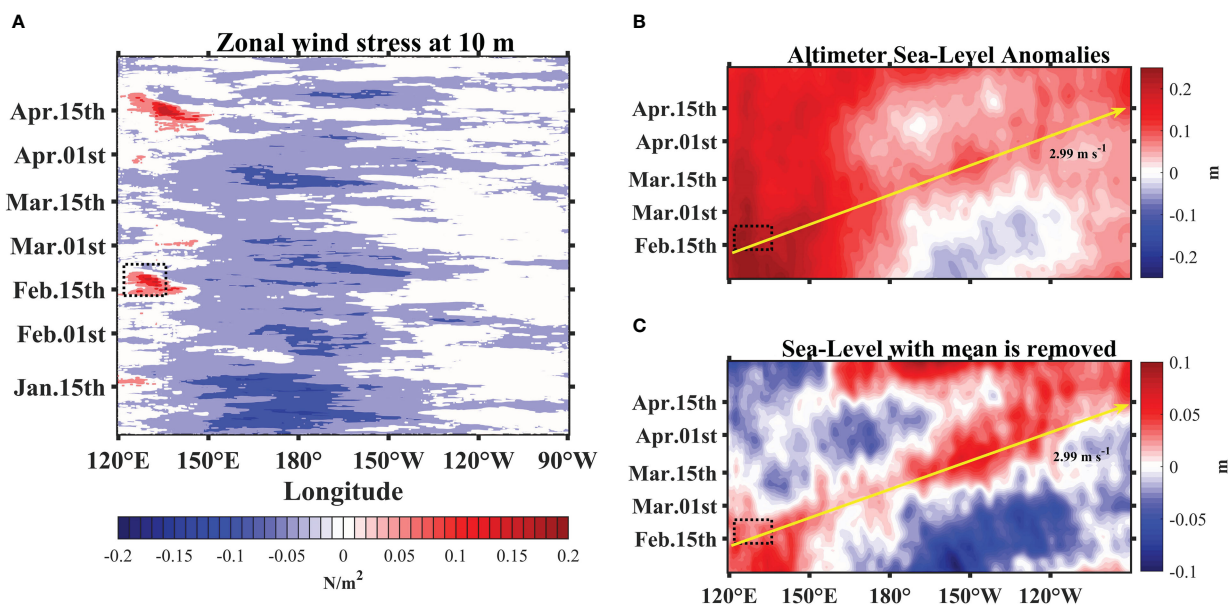 A
Zonal wind stress at 10 m
Apr.15th
Apr.01st
Mar.15th
Mar.01st
Feb.15th
Feb.01st
Jan.15th
120°E 150°E 180° 150°W 120°W 90°W
Longitude
-0.2 -0.15 -0.1 -0.05 0 0.05 0.1 0.15 0.2
N/m²
B
Altimeter Sea-Level Anomalies
Apr.15th
Apr.01st
Mar.15th
Mar.01st
Feb.15th
2.99 m s⁻¹
0.2
0.1
0
-0.1
-0.2
m
C
Sea-Level with mean is removed
Apr.15th
Apr.01st
Mar.15th
Mar.01st
Feb.15th
2.99 m s⁻¹
120°E 150°E 180° 150°W 120°W
0.1
0.05
0
-0.05
-0.1
m